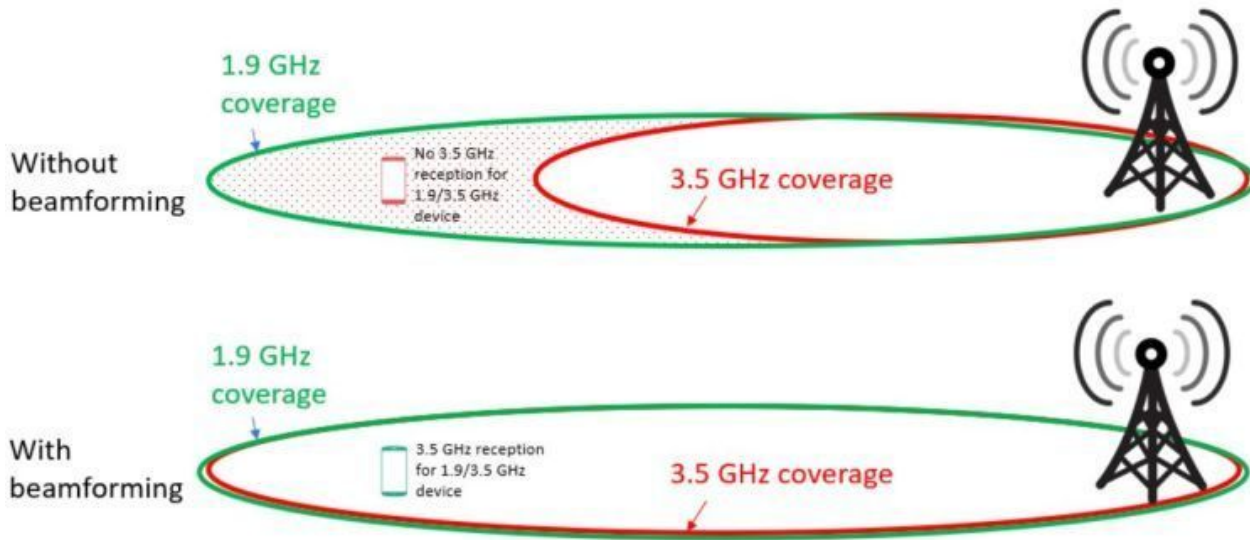 1.9 GHz
coverage
Without
beamforming
No 3.5 GHz
reception for
1.9/3.5 GHz
device
3.5 GHz coverage
1.9 GHz
coverage
With
beamforming
3.5 GHz reception
for 1.9/3.5 GHz
device
3.5 GHz coverage